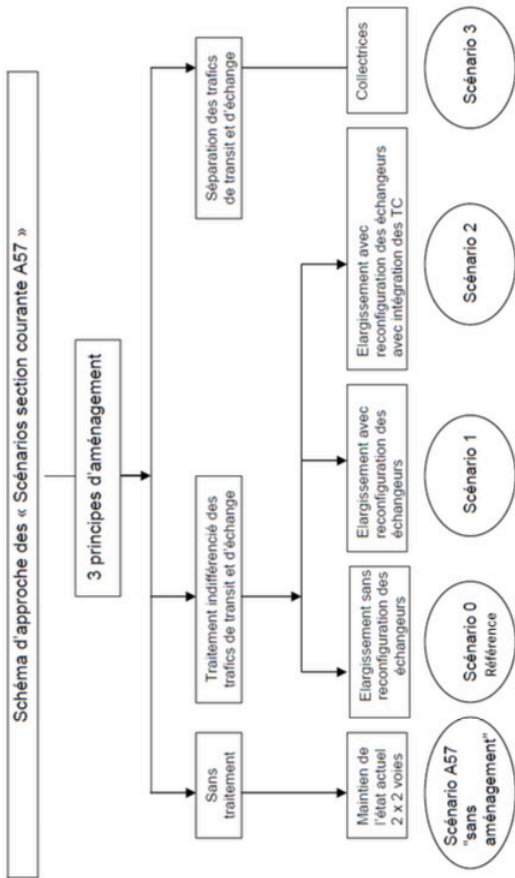 Schéma d'approche des « Scénarios section courante A57 »
3 principes d'aménagement
Sans
traitement
Traitement indifférencié des
trafics de transit et d'échange
Séparation des trafics
de transit et d'échange
Maintien de
l'état actuel
2 x 2 voies
Elargissement sans
reconfiguration des
échangeurs
Elargissement avec
reconfiguration des
échangeurs
Elargissement avec
reconfiguration des échangeurs
avec intégration des TC
Collectrices
Scénario A57
"sans
aménagement"
Scénario 0
Référence
Scénario 1
Scénario 2
Scénario 3